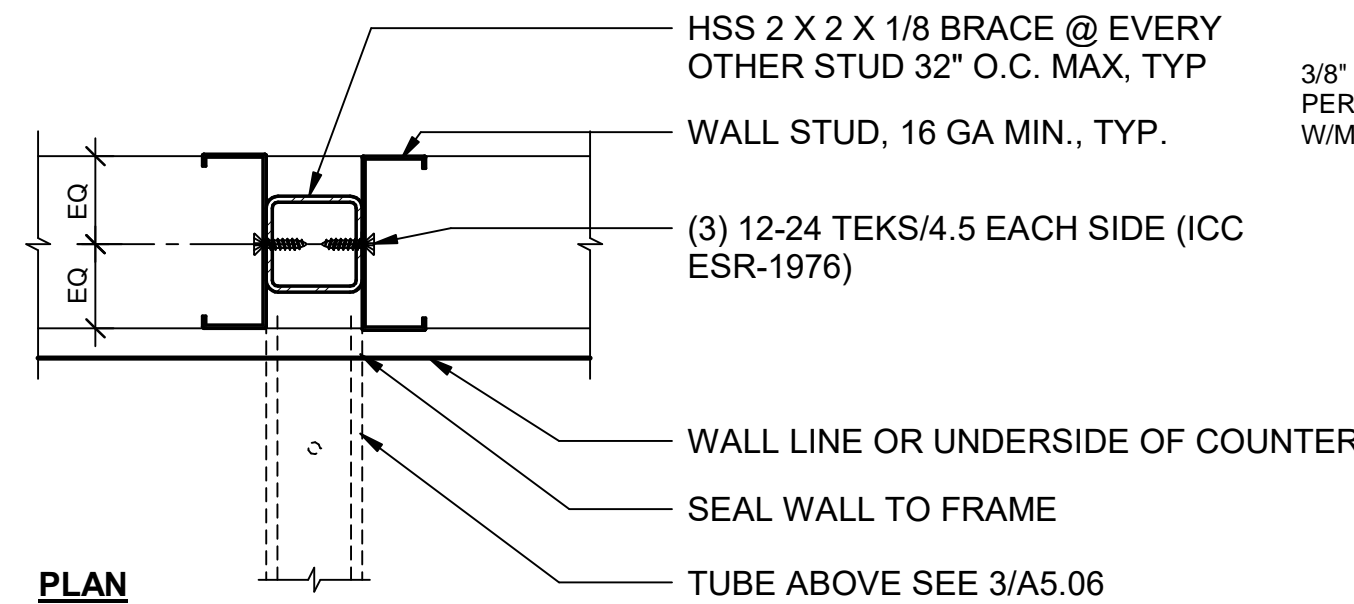 HSS 2 X 2 X 1/8 BRACE @ EVERY
OTHER STUD 32" O.C. MAX, TYP
WALL STUD, 16 GA MIN., TYP.
(3) 12-24 TEKS/4.5 EACH SIDE (ICC
ESR-1976)
WALL LINE OR UNDERSIDE OF COUNTER
SEAL WALL TO FRAME
TUBE ABOVE SEE 3/A5.06
3/8"
PER
W/M
EQ
EQ
PLAN